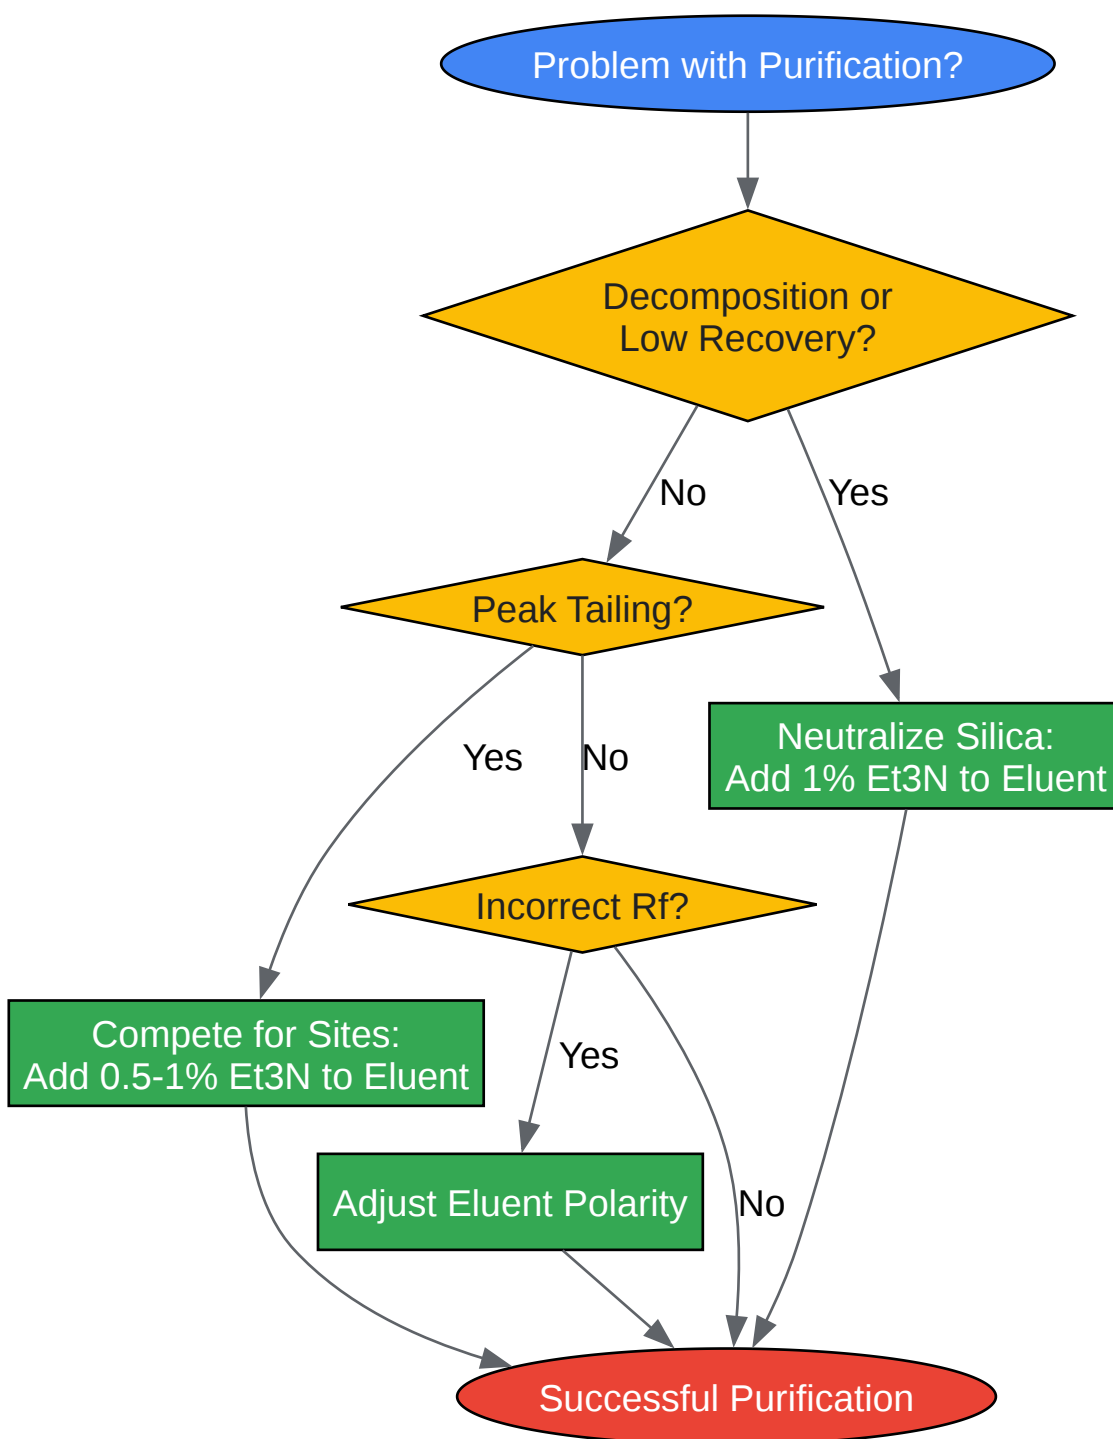 Problem with Purification?
Decomposition or
Low Recovery?
No
Yes
Peak Tailing?
Neutralize Silica:
Add 1% Et3N to Eluent
Yes
No
Incorrect Rf?
Compete for Sites:
Add 0.5-1% Et3N to Eluent
Yes
Adjust Eluent Polarity
No
Successful Purification